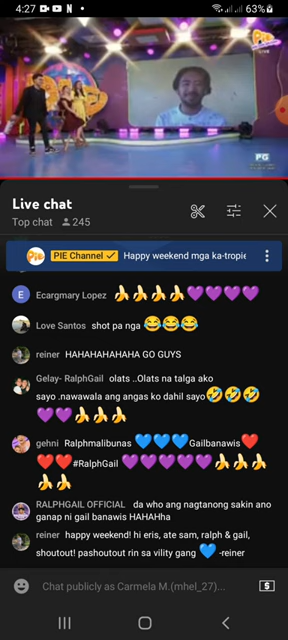 4:27
63%
Pie
PG
Live chat
Top chat 245
PIE Channel Happy weekend mga ka-tropie
E Ecargmary Lopez 🍌🍌🍌🍌💜💜💜💜
Love Santos shot pa nga 😂😂😂
reiner HAHAHAHAHAHA GO GUYS
Gelay- RalphGail olats ..Olats na talga ako
sayo .nawawala ang angas ko dahil sayo🤣🤣🤣
💜💜🍌🍌🍌
gehni Ralphmalibunas 💙💙💙Gailbanawis❤️
❤️❤️#RalphGail 💜💜💜💜💜💜🍌🍌🍌
🍌🍌
RALPHGAIL OFFICIAL da who ang nagtanong sakin ano
ganap ni gail banawis HAHAHha
reiner happy weekend! hi eris, ate sam, ralph & gail,
shoutout! pashoutout rin sa vility gang 💙 -reiner
Chat publicly as Carmela M.(mhel_27)...